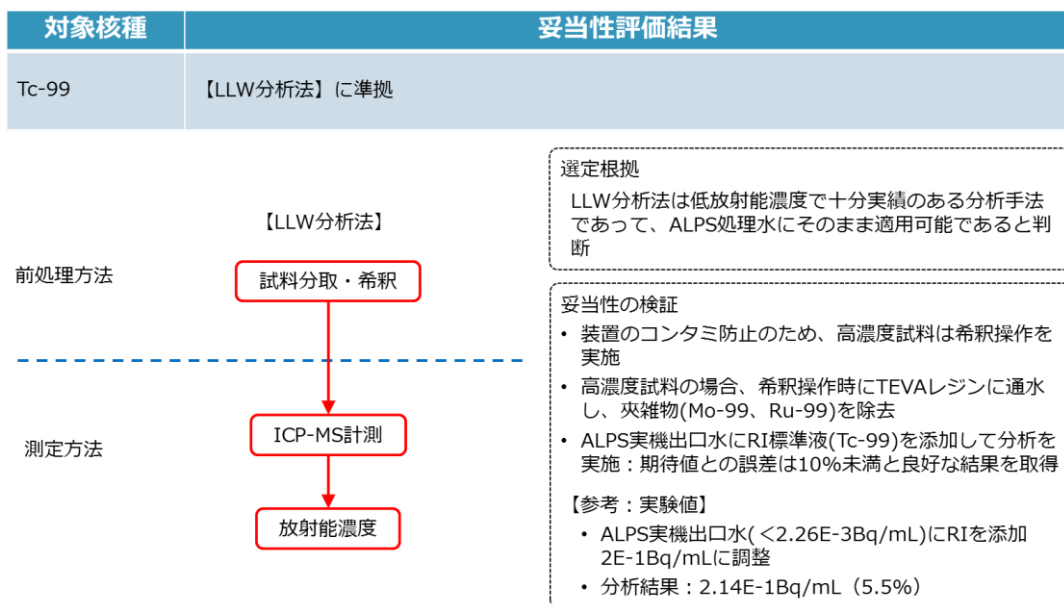 対象核種
妥当性評価結果
Tc-99
【LLW分析法】に準拠
【LLW分析法】
前処理方法
試料分取・希釈
測定方法
ICP-MS計測
放射能濃度
選定根拠
LLW分析法は低放射能濃度で十分実績のある分析手法
であって、ALPS処理水にそのまま適用可能であると判
断
妥当性の検証
• 装置のコンタミ防止のため、高濃度試料は希釈操作を
実施
• 高濃度試料の場合、希釈操作時にTEVAレジンに通水
し、夾雑物(Mo-99、Ru-99)を除去
• ALPS実機出口水にRI標準液(Tc-99)を添加して分析を
実施：期待値との誤差は10%未満と良好な結果を取得
【参考：実験値】
• ALPS実機出口水(＜2.26E-3Bq/mL)にRIを添加
2E-1Bq/mLに調整
• 分析結果：2.14E-1Bq/mL（5.5%）